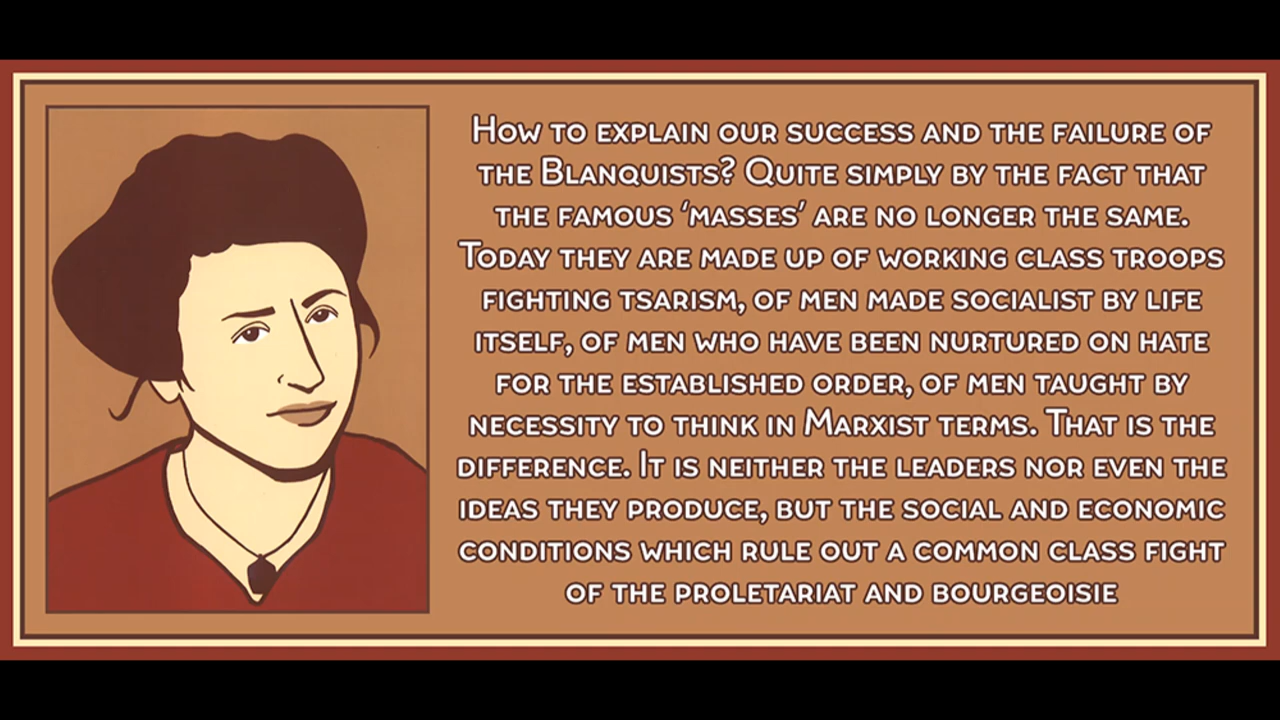 How to explain our success and the failure of
the Blanquists? Quite simply by the fact that
the famous ‘masses’ are no longer the same.
Today they are made up of working class troops
fighting tsarism, of men made socialist by life
itself, of men who have been nurtured on hate
for the established order, of men taught by
necessity to think in Marxist terms. That is the
difference. It is neither the leaders nor even the
ideas they produce, but the social and economic
conditions which rule out a common class fight
of the proletariat and bourgeoisie